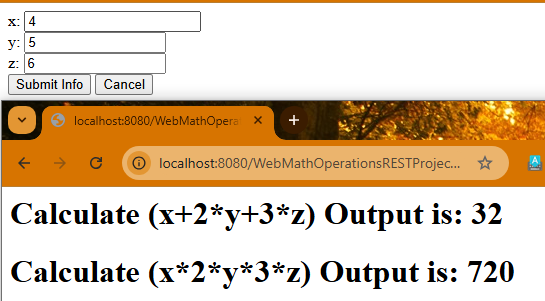 x: 4
y: 5
z: 6
Submit Info Cancel
localhost:8080/WebMathOpera
localhost:8080/WebMathOperationsRESTProjec...
Calculate (x+2*y+3*z) Output is: 32
Calculate (x*2*y*3*z) Output is: 720